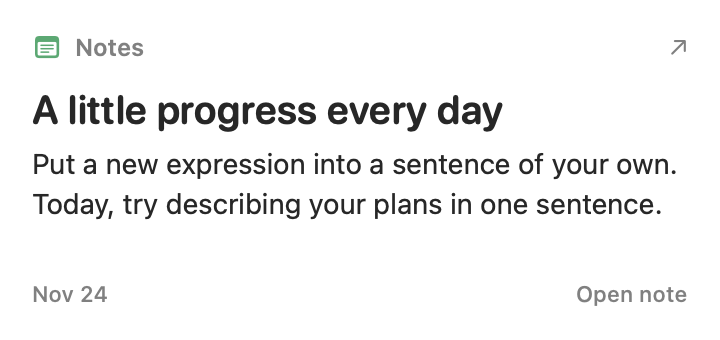 Notes
A little progress every day
Put a new expression into a sentence of your own.
Today, try describing your plans in one sentence.
Nov 24
Open note